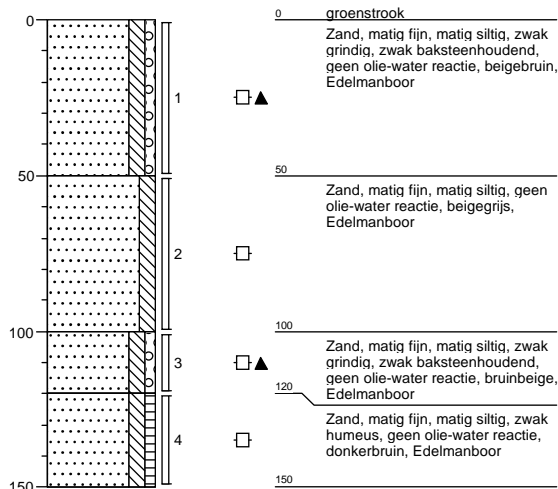 0
50
100
150
1
2
3
4
0
groenstrook
Zand, matig fijn, matig siltig, zwak
grindig, zwak baksteenhoudend,
geen olie-water reactie, beigebruin,
Edelmanboor
50
Zand, matig fijn, matig siltig, geen
olie-water reactie, beigegrijs,
Edelmanboor
100
Zand, matig fijn, matig siltig, zwak
grindig, zwak baksteenhoudend,
geen olie-water reactie, bruinbeige,
Edelmanboor
120
Zand, matig fijn, matig siltig, zwak
humeus, geen olie-water reactie,
donkerbruin, Edelmanboor
150